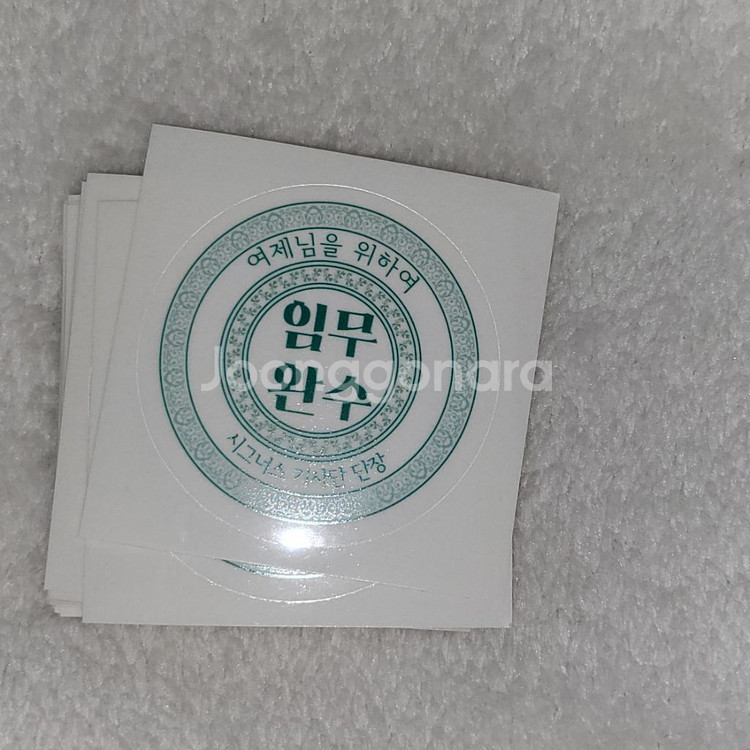 여제님을 위하여
임무
완수
시그너스 기사단 단장
Joonggonara